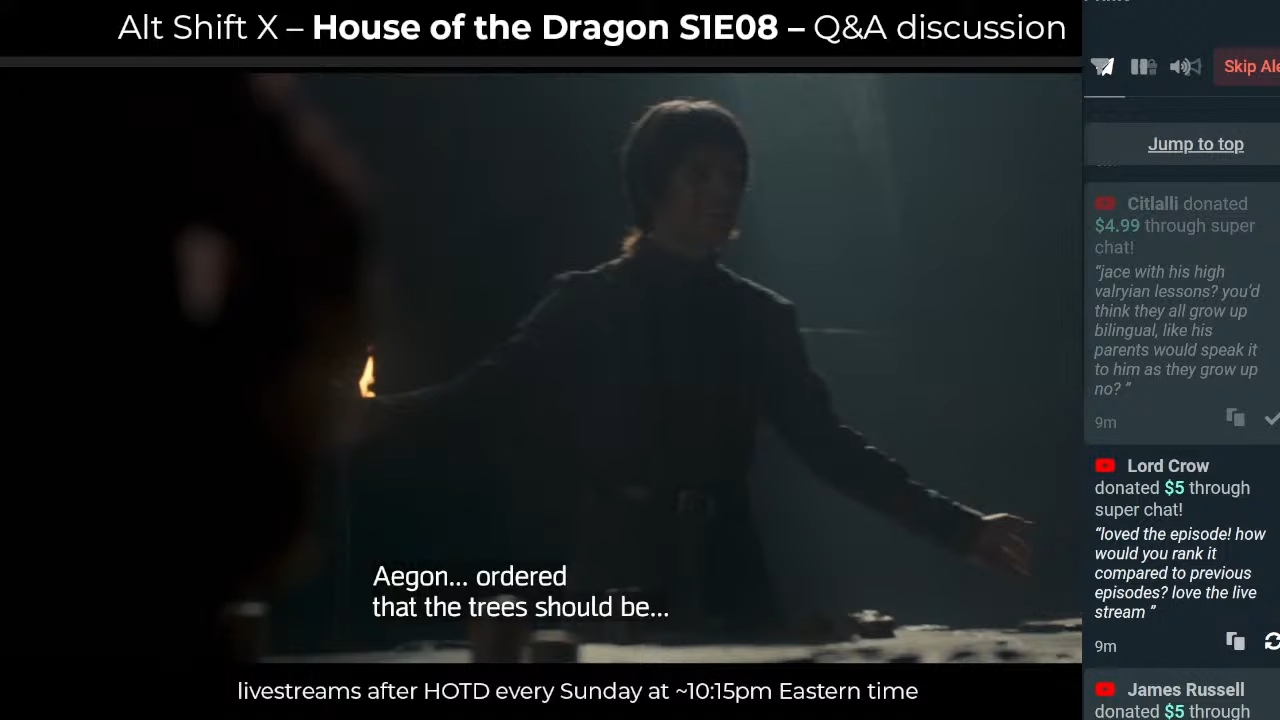 Alt Shift X – House of the Dragon S1E08 – Q&A discussion
Skip Ale
Jump to top
Citlalli donated
$4.99 through super
chat!
“jace with his high
valryian lessons? you'd
think they all grow up
bilingual, like his
parents would speak it
to him as they grow up
no? ”
9m
Lord Crow
donated $5 through
super chat!
“loved the episode! how
would you rank it
compared to previous
episodes? love the live
stream ”
9m
James Russell
donated $5 through
Aegon... ordered
that the trees should be...
livestreams after HOTD every Sunday at ~10:15pm Eastern time